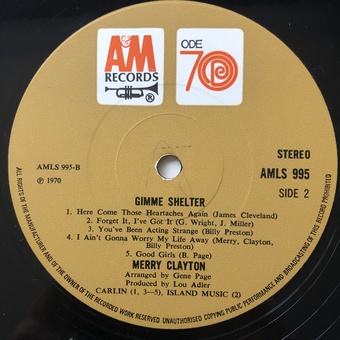 A&M
RECORDS
®
ODE
70
STEREO
AMLS 995-B
AMLS 995
℗ 1970
SIDE 2
GIMME SHELTER
1. Here Come Those Heartaches Again (James Cleveland)
2. Forget It, I've Got It (G. Wright, J. Miller)
3. You've Been Acting Strange (Billy Preston)
4. I Ain't Gonna Worry My Life Away (Merry, Clayton,
Billy Preston)
5. Good Girls (B. Page)
MERRY CLAYTON
Arranged by Gene Page
Produced by Lou Adler
CARLIN (1, 3—5), ISLAND MUSIC (2)
ALL RIGHTS OF THE MANUFACTURER AND OF THE OWNER OF THE RECORDED WORK RESERVED UNAUTHORISED COPYING PUBLIC PERFORMANCE AND BROADCASTING OF THIS RECORD PROHIBITED